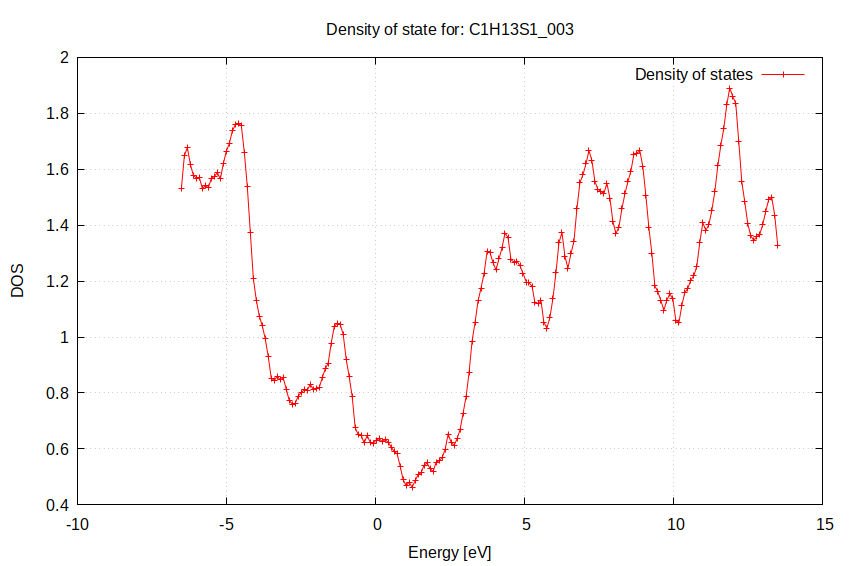 Density of state for: C1H13S1_003
Density of states
2
1.8
1.6
1.4
1.2
1
0.8
0.6
0.4
DOS
-10 -5 0 5 10 15
Energy [eV]